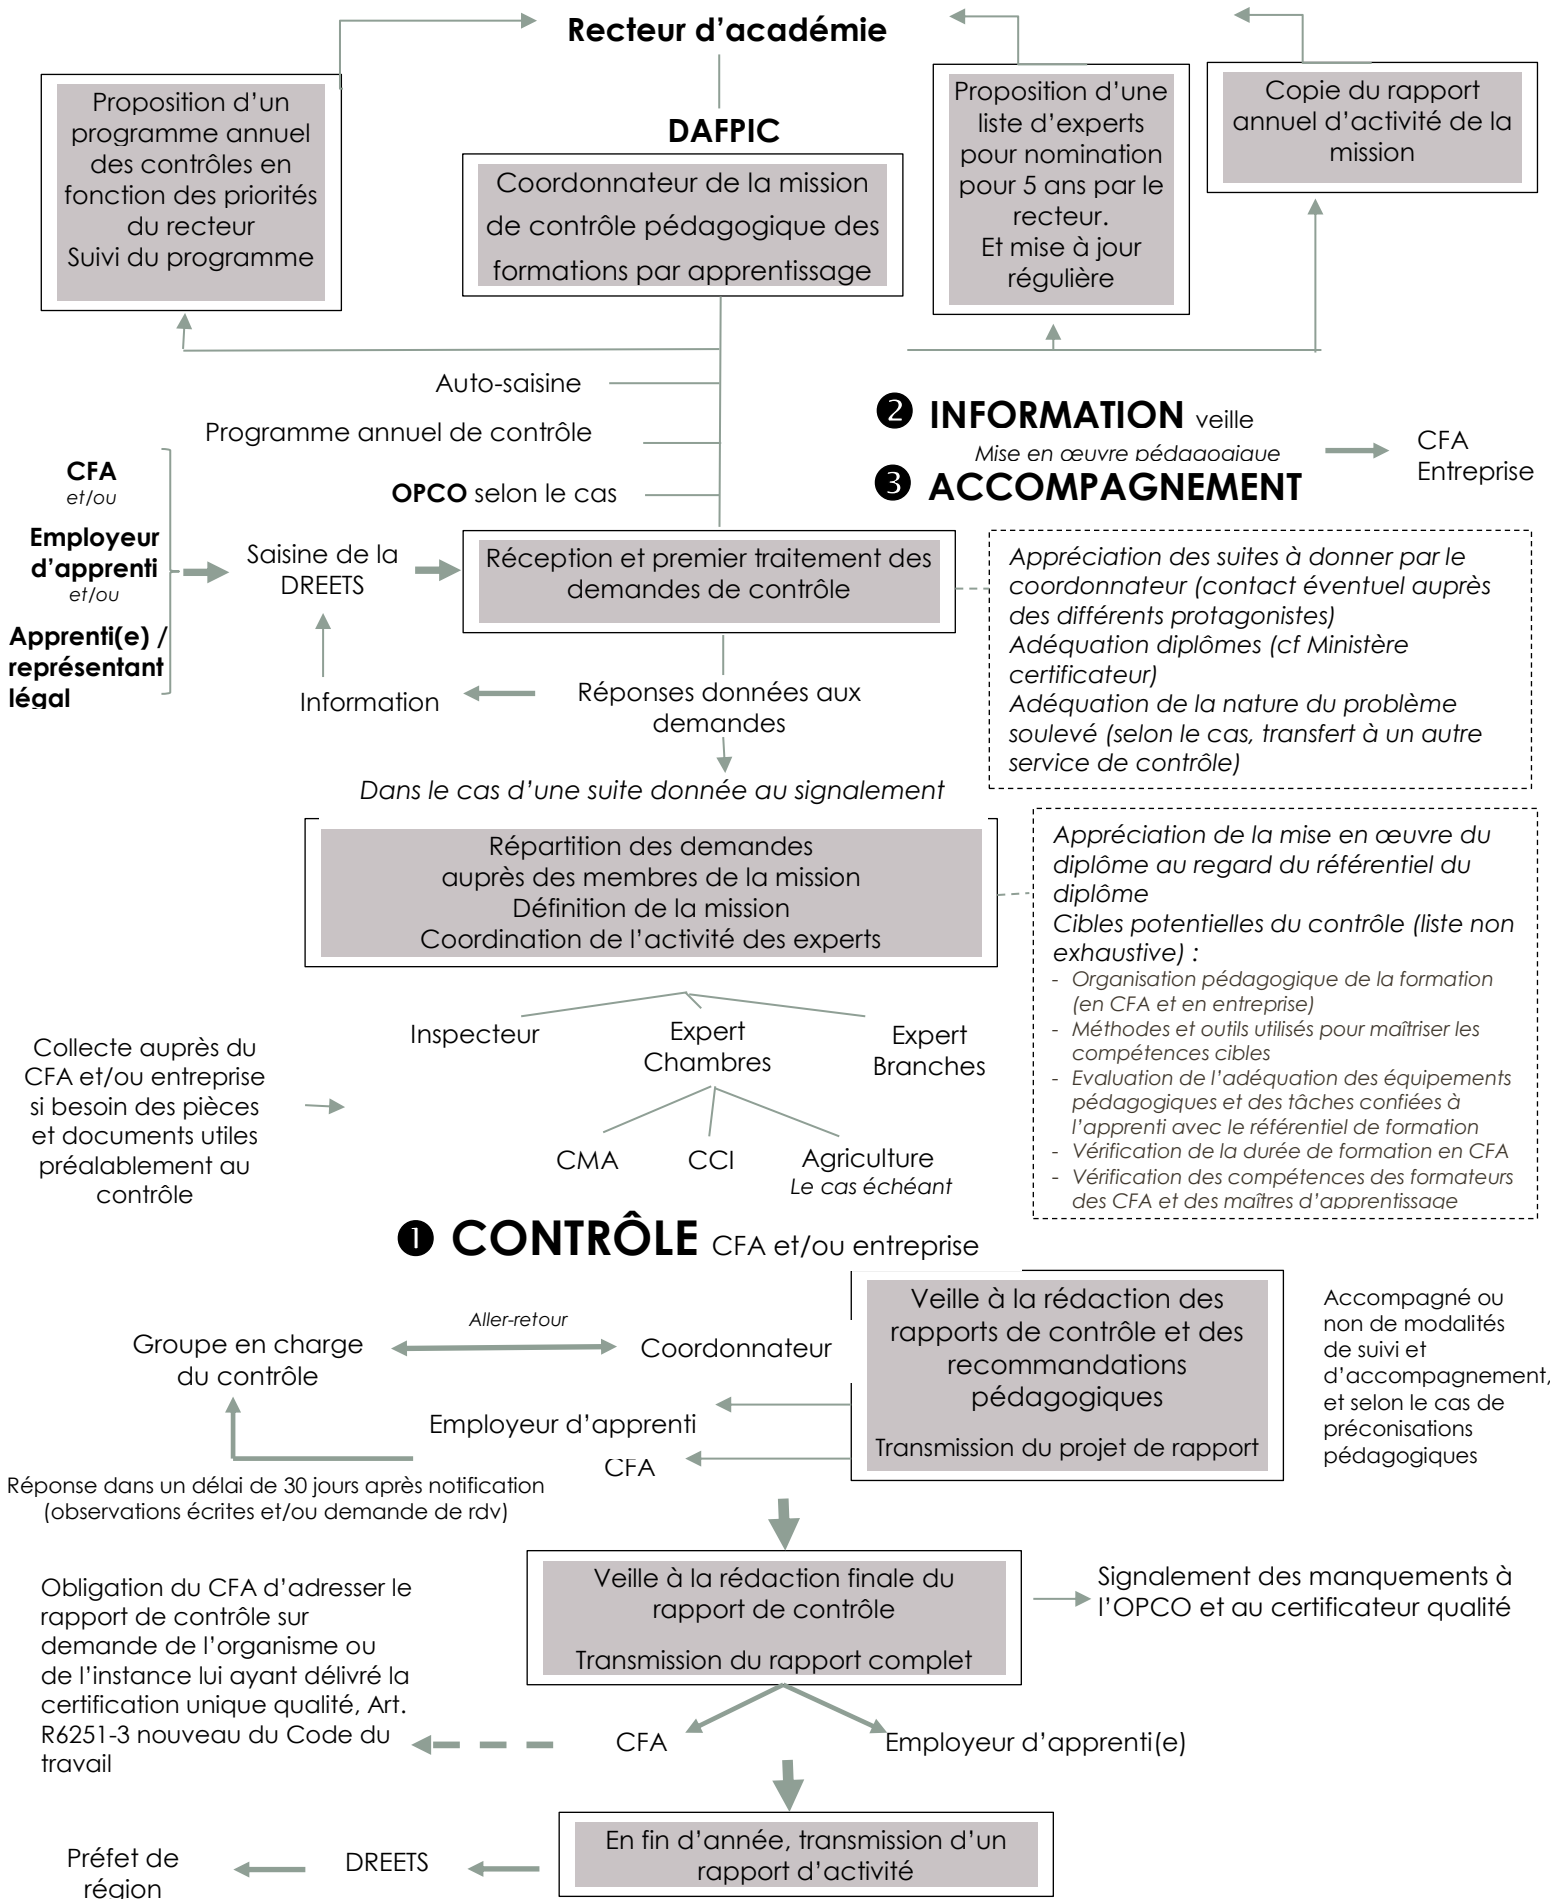 Recteur d’académie
Proposition d’un
programme annuel
des contrôles en
fonction des priorités
du recteur
Suivi du programme
DAFPIC
Coordonnateur de la mission
de contrôle pédagogique des
formations par apprentissage
Proposition d’une
liste d’experts
pour nomination
pour 5 ans par le
recteur.
Et mise à jour
régulière
Copie du rapport
annuel d’activité de la
mission
Auto-saisine
Programme annuel de contrôle
OPCO selon le cas
❷ INFORMATION veille
Mise en œuvre pédagogique
❸ ACCOMPAGNEMENT
CFA
Entreprise
CFA
et/ou
Employeur
d’apprenti
et/ou
Apprenti(e) /
représentant
légal
Saisine de la
DREETS
Réception et premier traitement des
demandes de contrôle
Information
Réponses données aux
demandes
Appréciation des suites à donner par le
coordonnateur (contact éventuel auprès
des différents protagonistes)
Adéquation diplômes (cf Ministère
certificateur)
Adéquation de la nature du problème
soulevé (selon le cas, transfert à un autre
service de contrôle)
Dans le cas d’une suite donnée au signalement
Répartition des demandes
auprès des membres de la mission
Définition de la mission
Coordination de l’activité des experts
Appréciation de la mise en œuvre du
diplôme au regard du référentiel du
diplôme
Cibles potentielles du contrôle (liste non
exhaustive) :
- Organisation pédagogique de la formation
(en CFA et en entreprise)
- Méthodes et outils utilisés pour maîtriser les
compétences cibles
- Evaluation de l’adéquation des équipements
pédagogiques et des tâches confiées à
l’apprenti avec le référentiel de formation
- Vérification de la durée de formation en CFA
- Vérification des compétences des formateurs
des CFA et des maîtres d’apprentissage
Inspecteur
Expert
Chambres
Expert
Branches
Collecte auprès du
CFA et/ou entreprise
si besoin des pièces
et documents utiles
préalablement au
contrôle
CMA
CCI
Agriculture
Le cas échéant
❶ CONTRÔLE CFA et/ou entreprise
Groupe en charge
du contrôle
Aller-retour
Coordonnateur
Veille à la rédaction des
rapports de contrôle et des
recommandations
pédagogiques
Transmission du projet de rapport
Accompagné ou
non de modalités
de suivi et
d’accompagnement,
et selon le cas de
préconisations
pédagogiques
Employeur d’apprenti
CFA
Réponse dans un délai de 30 jours après notification
(observations écrites et/ou demande de rdv)
Veille à la rédaction finale du
rapport de contrôle
Transmission du rapport complet
Signalement des manquements à
l’OPCO et au certificateur qualité
Obligation du CFA d’adresser le
rapport de contrôle sur
demande de l’organisme ou
de l’instance lui ayant délivré la
certification unique qualité, Art.
R6251-3 nouveau du Code du
travail
CFA
Employeur d’apprenti(e)
En fin d’année, transmission d’un
rapport d’activité
DREETS
Préfet de
région